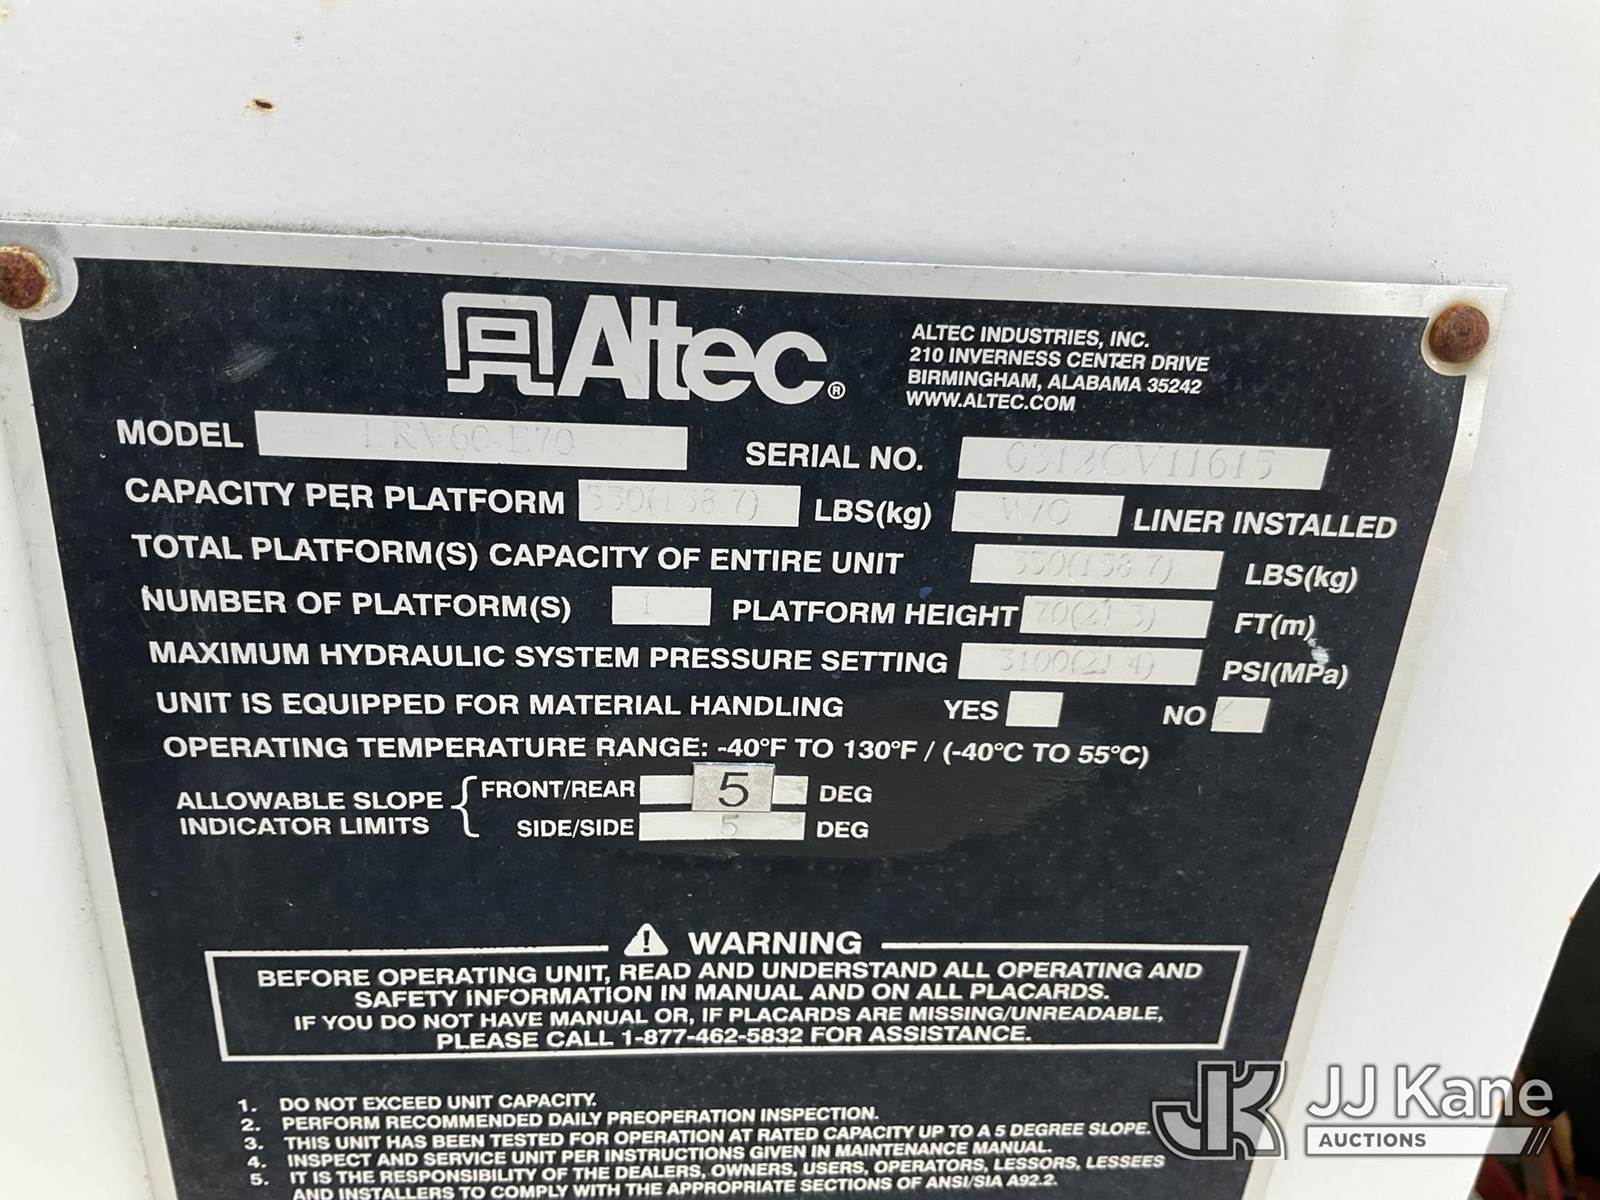 Altec®
ALTEC INDUSTRIES, INC.
210 INVERNESS CENTER DRIVE
BIRMINGHAM, ALABAMA 35242
WWW.ALTEC.COM
MODEL LRV60-E70 SERIAL NO. 0312CV11615
CAPACITY PER PLATFORM LBS(kg) W/O LINER INSTALLED
TOTAL PLATFORM(S) CAPACITY OF ENTIRE UNIT LBS(kg)
NUMBER OF PLATFORM(S) 1 PLATFORM HEIGHT 70(21.3) FT(m)
MAXIMUM HYDRAULIC SYSTEM PRESSURE SETTING 3100(21.4) PSI(MPa)
UNIT IS EQUIPPED FOR MATERIAL HANDLING YES NO X
OPERATING TEMPERATURE RANGE: -40°F TO 130°F / (-40°C TO 55°C)
ALLOWABLE SLOPE INDICATOR LIMITS
FRONT/REAR 5 DEG
SIDE/SIDE 5 DEG
⚠ WARNING
BEFORE OPERATING UNIT, READ AND UNDERSTAND ALL OPERATING AND
SAFETY INFORMATION IN MANUAL AND ON ALL PLACARDS.
IF YOU DO NOT HAVE MANUAL OR, IF PLACARDS ARE MISSING/UNREADABLE,
PLEASE CALL 1-877-462-5832 FOR ASSISTANCE.
1. DO NOT EXCEED UNIT CAPACITY.
2. PERFORM RECOMMENDED DAILY PREOPERATION INSPECTION.
3. THIS UNIT HAS BEEN TESTED FOR OPERATION AT RATED CAPACITY UP TO A 5 DEGREE SLOPE.
4. INSPECT AND SERVICE UNIT PER INSTRUCTIONS GIVEN IN MAINTENANCE MANUAL.
5. IT IS THE RESPONSIBILITY OF THE DEALERS, OWNERS, USERS, OPERATORS, LESSORS, LESSEES
AND INSTALLERS TO COMPLY WITH THE APPROPRIATE SECTIONS OF ANSI/SIA A92.2.
JK JJ Kane
AUCTIONS